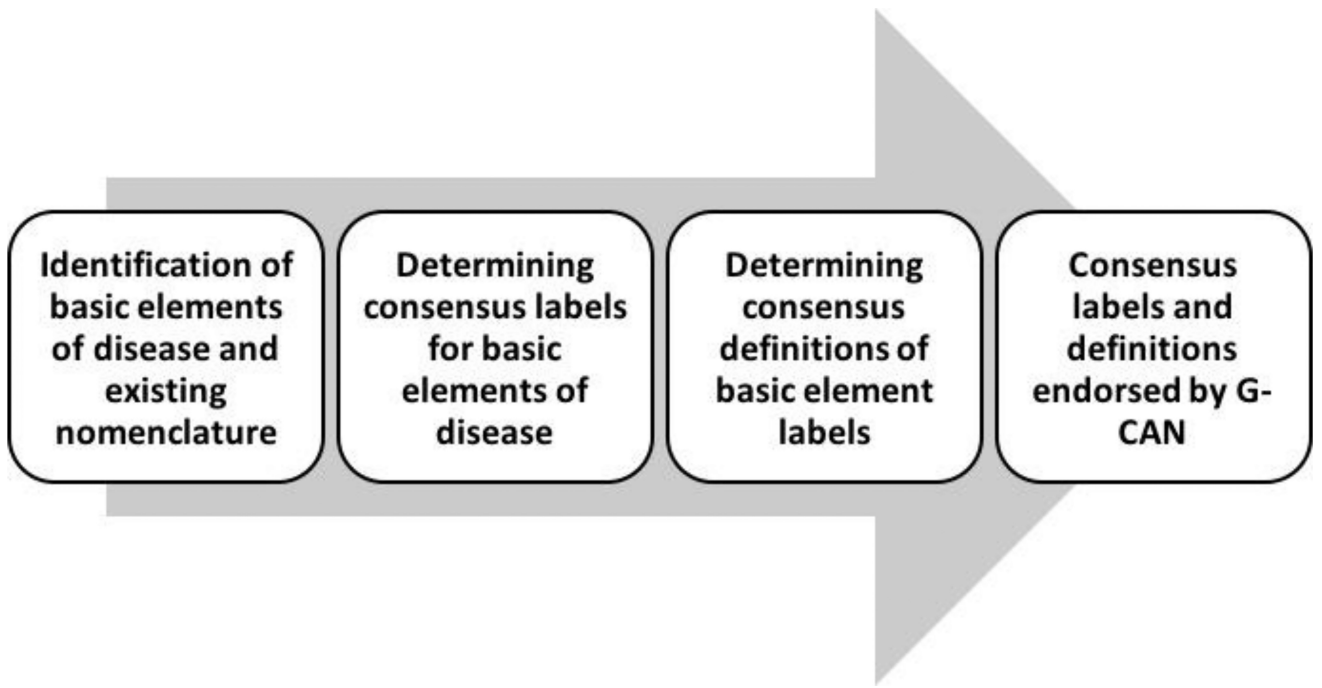 Identification of
basic elements
of disease and
existing
nomenclature
Determining
consensus labels
for basic
elements of
disease
Determining
consensus
definitions of
basic element
labels
Consensus
labels and
definitions
endorsed by G-
CAN